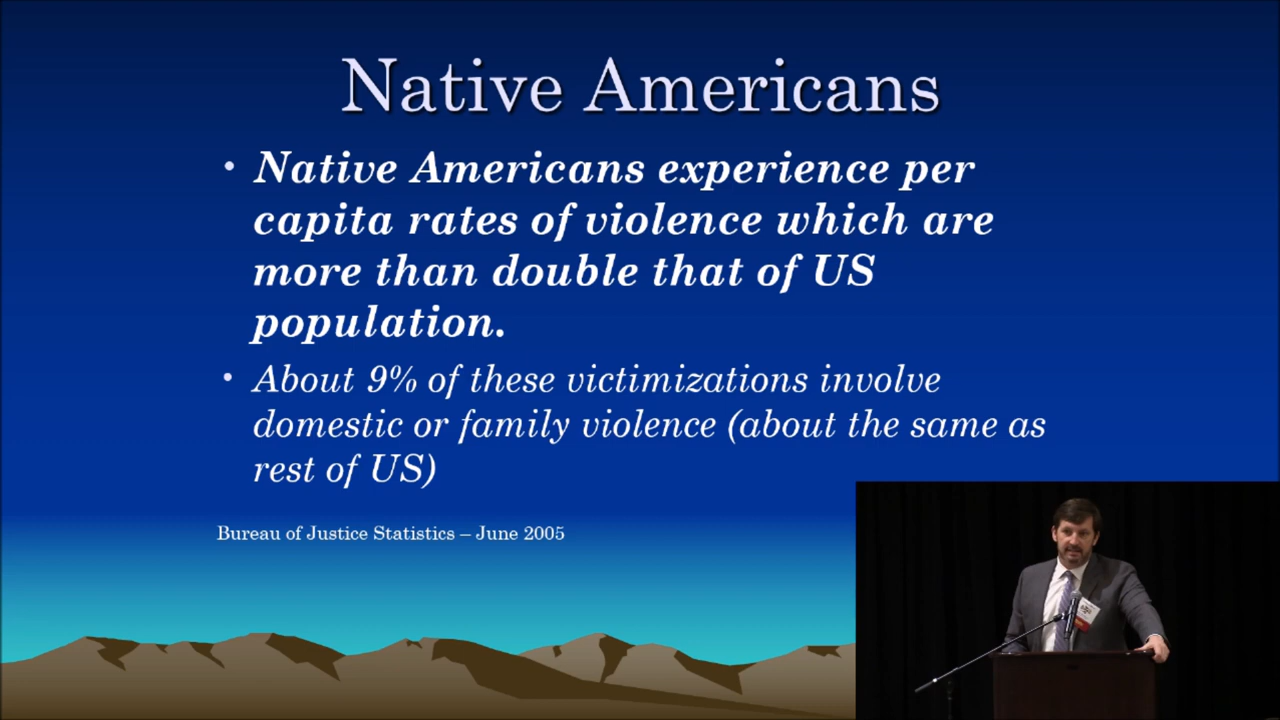 Native Americans
• Native Americans experience per
capita rates of violence which are
more than double that of US
population.
• About 9% of these victimizations involve
domestic or family violence (about the same as
rest of US)
Bureau of Justice Statistics – June 2005